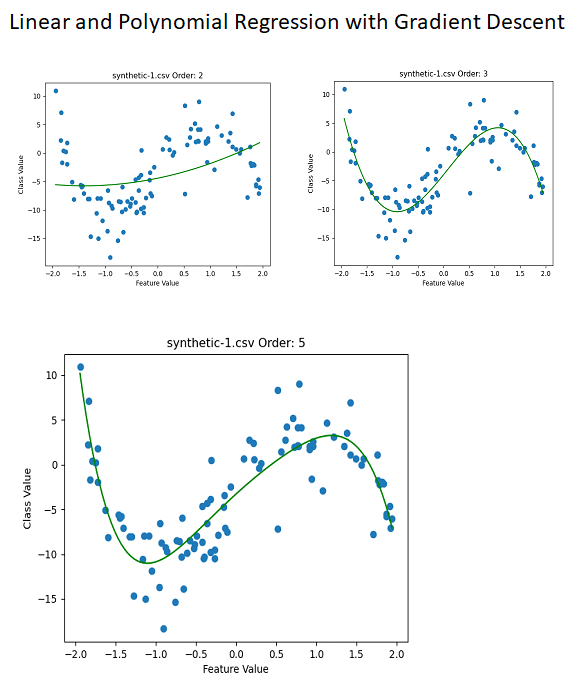 Linear and Polynomial Regression with Gradient Descent
synthetic-1.csv Order: 2
10
5
0
−5
−10
−15
Class Value
−2.0 −1.5 −1.0 −0.5 0.0 0.5 1.0 1.5 2.0
Feature Value
synthetic-1.csv Order: 3
10
5
0
−5
−10
−15
Class Value
−2.0 −1.5 −1.0 −0.5 0.0 0.5 1.0 1.5 2.0
Feature Value
synthetic-1.csv Order: 5
10
5
0
−5
−10
−15
Class Value
−2.0 −1.5 −1.0 −0.5 0.0 0.5 1.0 1.5 2.0
Feature Value